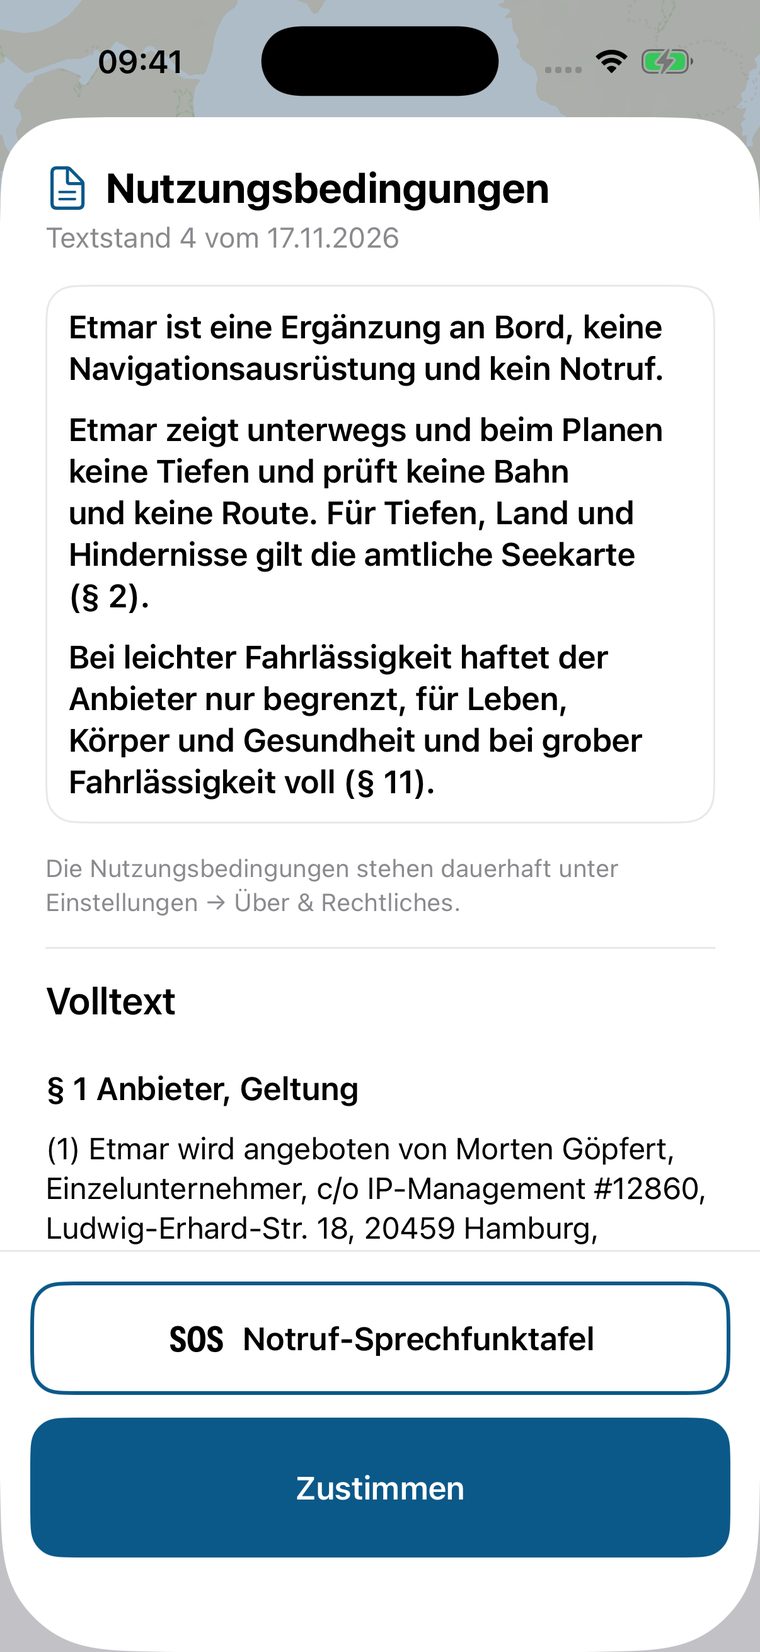 09:41
Nutzungsbedingungen
Textstand 4 vom 17.11.2026
Etmar ist eine Ergänzung an Bord, keine
Navigationsausrüstung und kein Notruf.
Etmar zeigt unterwegs und beim Planen
keine Tiefen und prüft keine Bahn
und keine Route. Für Tiefen, Land und
Hindernisse gilt die amtliche Seekarte
(§ 2).
Bei leichter Fahrlässigkeit haftet der
Anbieter nur begrenzt, für Leben,
Körper und Gesundheit und bei grober
Fahrlässigkeit voll (§ 11).
Die Nutzungsbedingungen stehen dauerhaft unter
Einstellungen → Über & Rechtliches.
Volltext
§ 1 Anbieter, Geltung
(1) Etmar wird angeboten von Morten Göpfert,
Einzelunternehmer, c/o IP-Management #12860,
Ludwig-Erhard-Str. 18, 20459 Hamburg,
SOS Notruf-Sprechfunktafel
Zustimmen